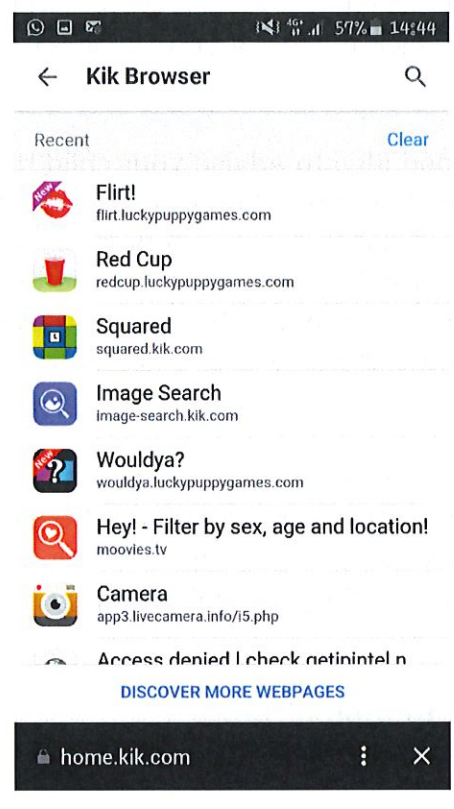 4G+ 57% 14:44
Kik Browser
Recent Clear
New
Flirt!
flirt.luckypuppygames.com
Red Cup
redcup.luckypuppygames.com
Squared
squared.kik.com
Image Search
image-search.kik.com
New
Wouldya?
wouldya.luckypuppygames.com
Hey! - Filter by sex, age and location!
moovies.tv
Camera
app3.livecamera.info/i5.php
Access denied | check getipintel n
DISCOVER MORE WEBPAGES
home.kik.com